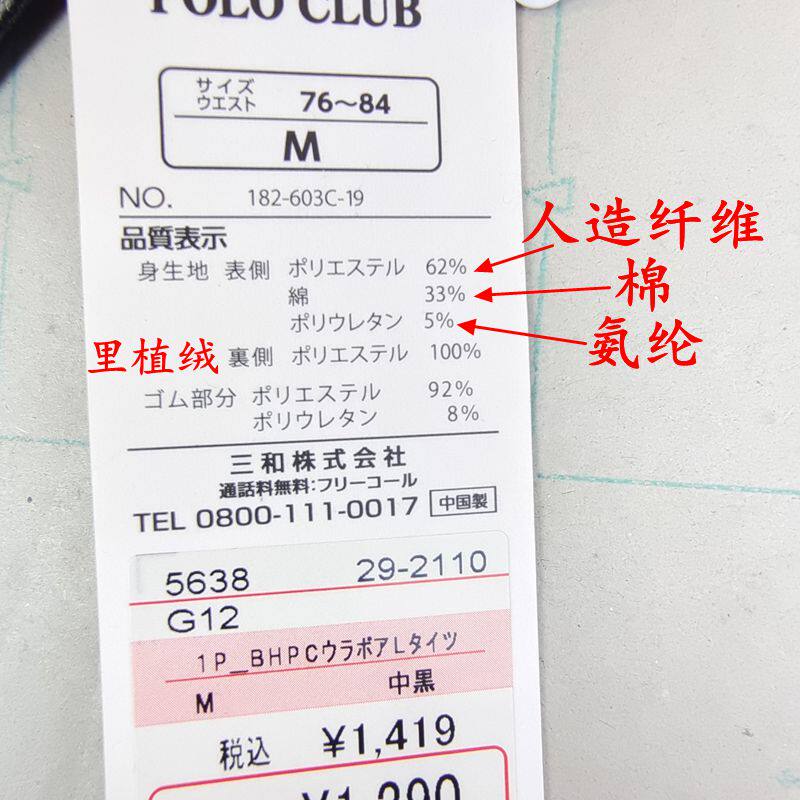 POLO CLUB
サイズ
ウエスト 76～84
M
NO. 182-603C-19
品質表示
身生地 表側 ポリエステル 62% 人造纤维
綿 33% 棉
ポリウレタン 5% 氨纶
里植绒 裏側 ポリエステル 100%
ゴム部分 ポリエステル 92%
ポリウレタン 8%
三和株式会社
通話料無料:フリーコール
TEL 0800-111-0017 中国製
5638 29-2110
G12
1P_BHPCウラボアLタイツ
M 中黒
税込 ¥1,419